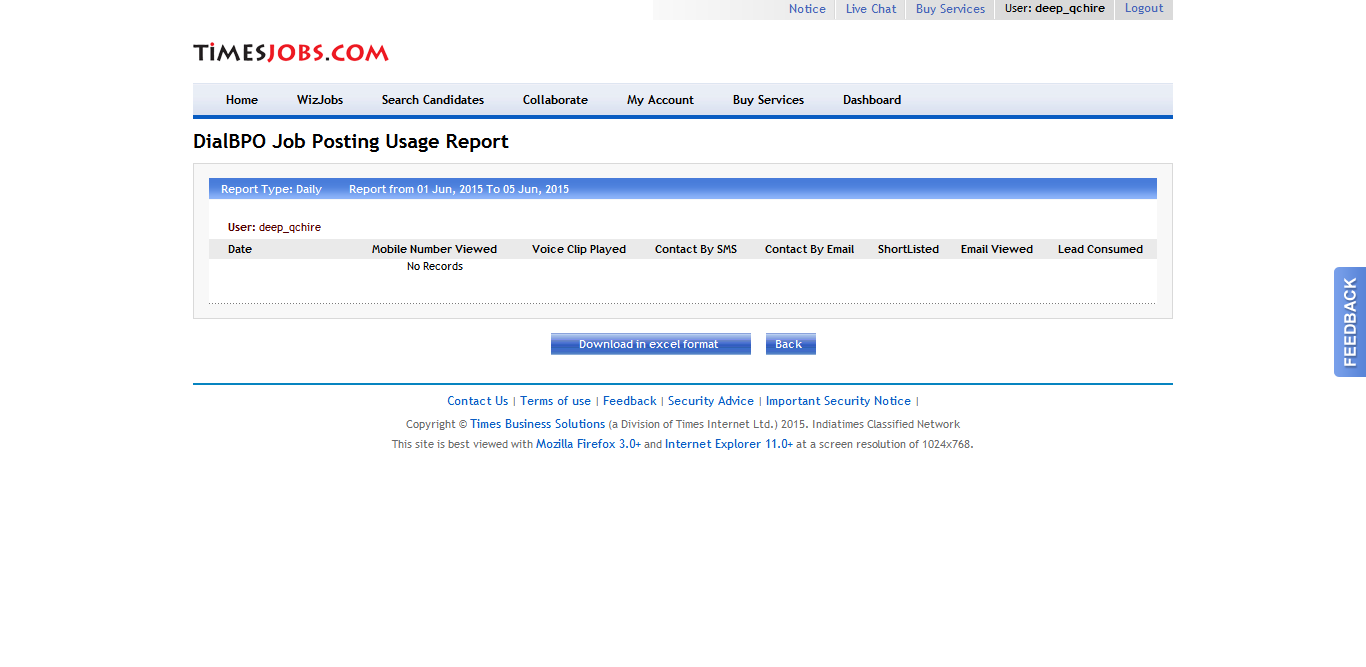 Notice Live Chat Buy Services User: deep_qchire Logout
TiMESJOBS.COM
Home WizJobs Search Candidates Collaborate My Account Buy Services Dashboard
DialBPO Job Posting Usage Report
Report Type: Daily Report from 01 Jun, 2015 To 05 Jun, 2015
User: deep_qchire
Date Mobile Number Viewed Voice Clip Played Contact By SMS Contact By Email ShortListed Email Viewed Lead Consumed
No Records
FEEDBACK
Download in excel format Back
Contact Us | Terms of use | Feedback | Security Advice | Important Security Notice |
Copyright © Times Business Solutions (a Division of Times Internet Ltd.) 2015. Indiatimes Classified Network
This site is best viewed with Mozilla Firefox 3.0+ and Internet Explorer 11.0+ at a screen resolution of 1024x768.